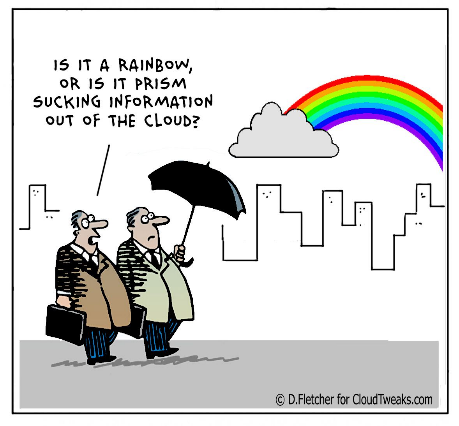 IS IT A RAINBOW,
OR IS IT PRISM
SUCKING INFORMATION
OUT OF THE CLOUD?
© D.Fletcher for CloudTweaks.com